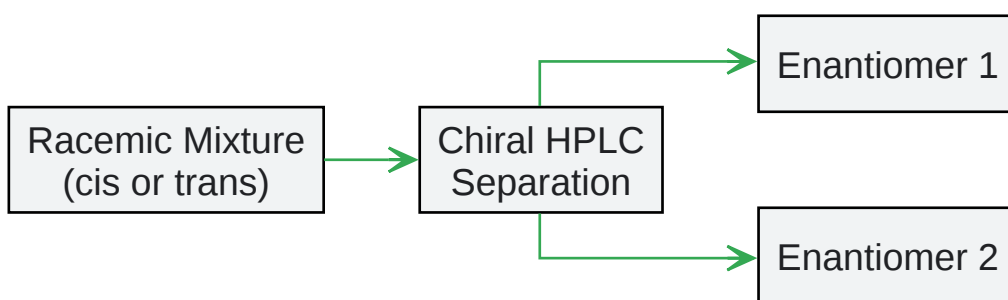 Racemic Mixture
(cis or trans)
Chiral HPLC
Separation
Enantiomer 1
Enantiomer 2